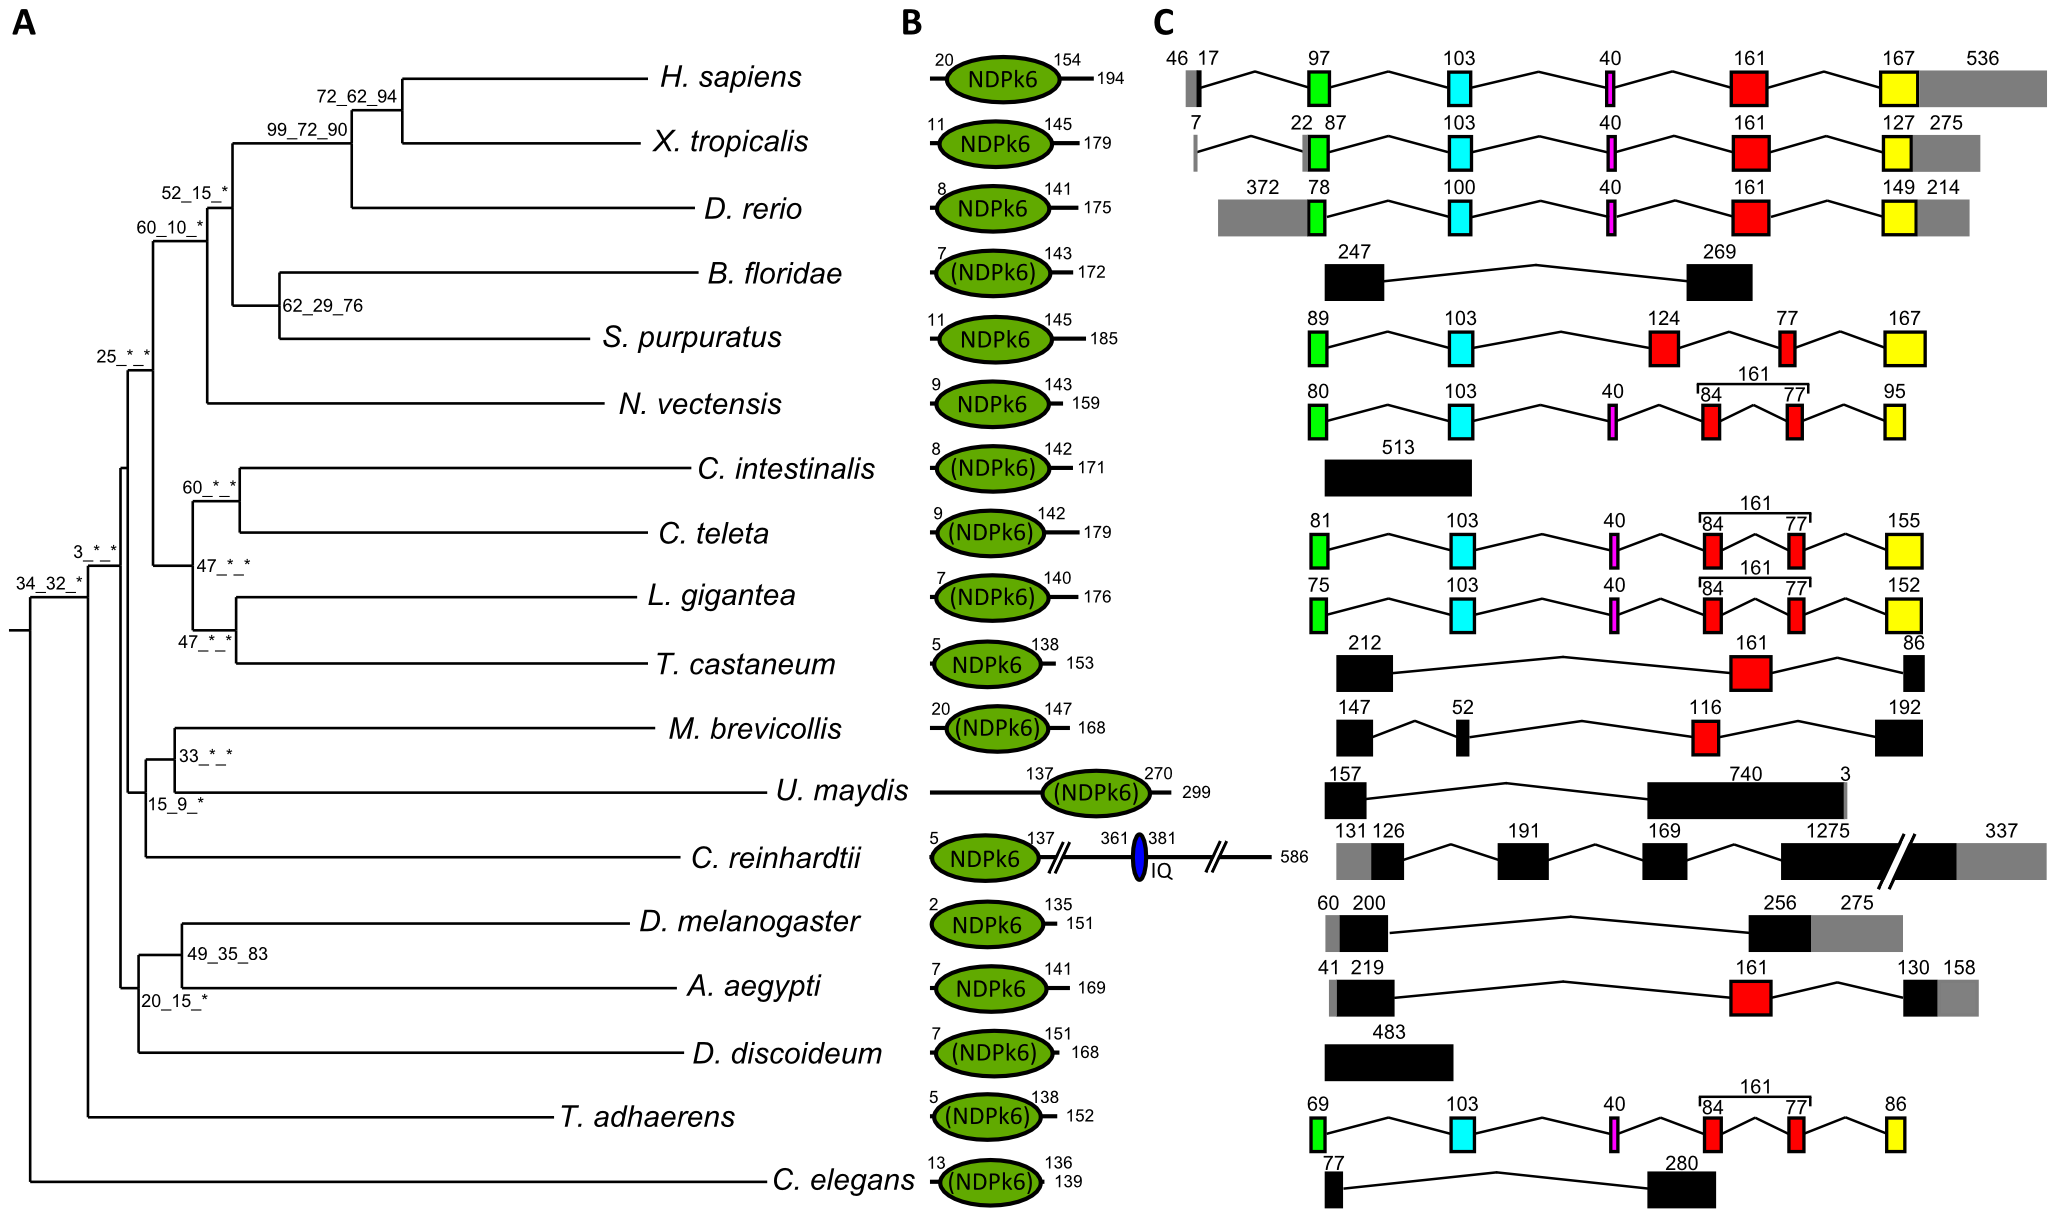 A B C
H. sapiens 20 NDPk6 154 194 46 17 97 103 40 161 167 536
72_62_94
99_72_90
X. tropicalis 11 NDPk6 145 179 7 22 87 103 40 161 127 275
52_15_*
D. rerio 8 NDPk6 141 175 372 78 100 40 161 149 214
60_10_*
B. floridae 7 (NDPk6) 143 172 247 269
62_29_76
S. purpuratus 11 NDPk6 145 185 89 103 124 77 167
25_*_*
N. vectensis 9 NDPk6 143 159 80 103 40 161 84 77 95
C. intestinalis 8 (NDPk6) 142 171 513
60_*_*
C. teleta 9 (NDPk6) 142 179 81 103 40 161 84 77 155
3_*_*
47_*_*
34_32_*
L. gigantea 7 (NDPk6) 140 176 75 103 40 161 84 77 152
47_*_*
T. castaneum 5 NDPk6 138 153 212 161 86
M. brevicollis 20 (NDPk6) 147 168 147 52 116 192
33_*_*
U. maydis 137 (NDPk6) 270 299 157 740 3
15_9_*
C. reinhardtii 5 NDPk6 137 361 381 IQ 586 131 126 191 169 1275 337
D. melanogaster 2 NDPk6 135 151 60 200 256 275
49_35_83
A. aegypti 7 NDPk6 141 169 41 219 161 130 158
20_15_*
D. discoideum 7 (NDPk6) 151 168 483
T. adhaerens 5 (NDPk6) 138 152 69 103 40 161 84 77 86
C. elegans 13 (NDPk6) 136 139 77 280